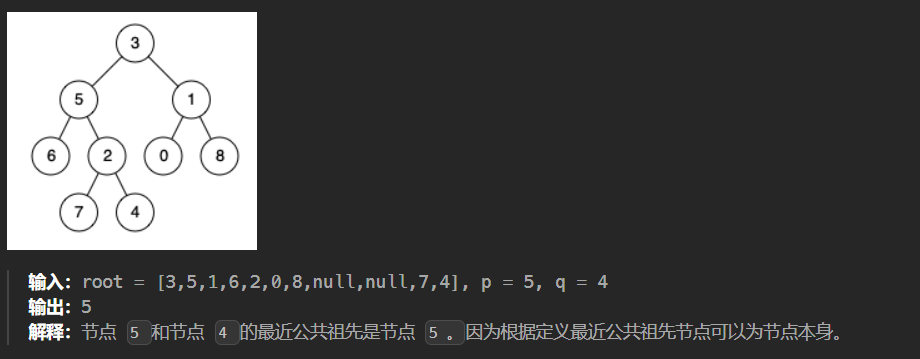 3
5 1
6 2 0 8
7 4
输入：root = [3,5,1,6,2,0,8,null,null,7,4], p = 5, q = 4
输出：5
解释：节点 5 和节点 4 的最近公共祖先是节点 5 。因为根据定义最近公共祖先节点可以为节点本身。